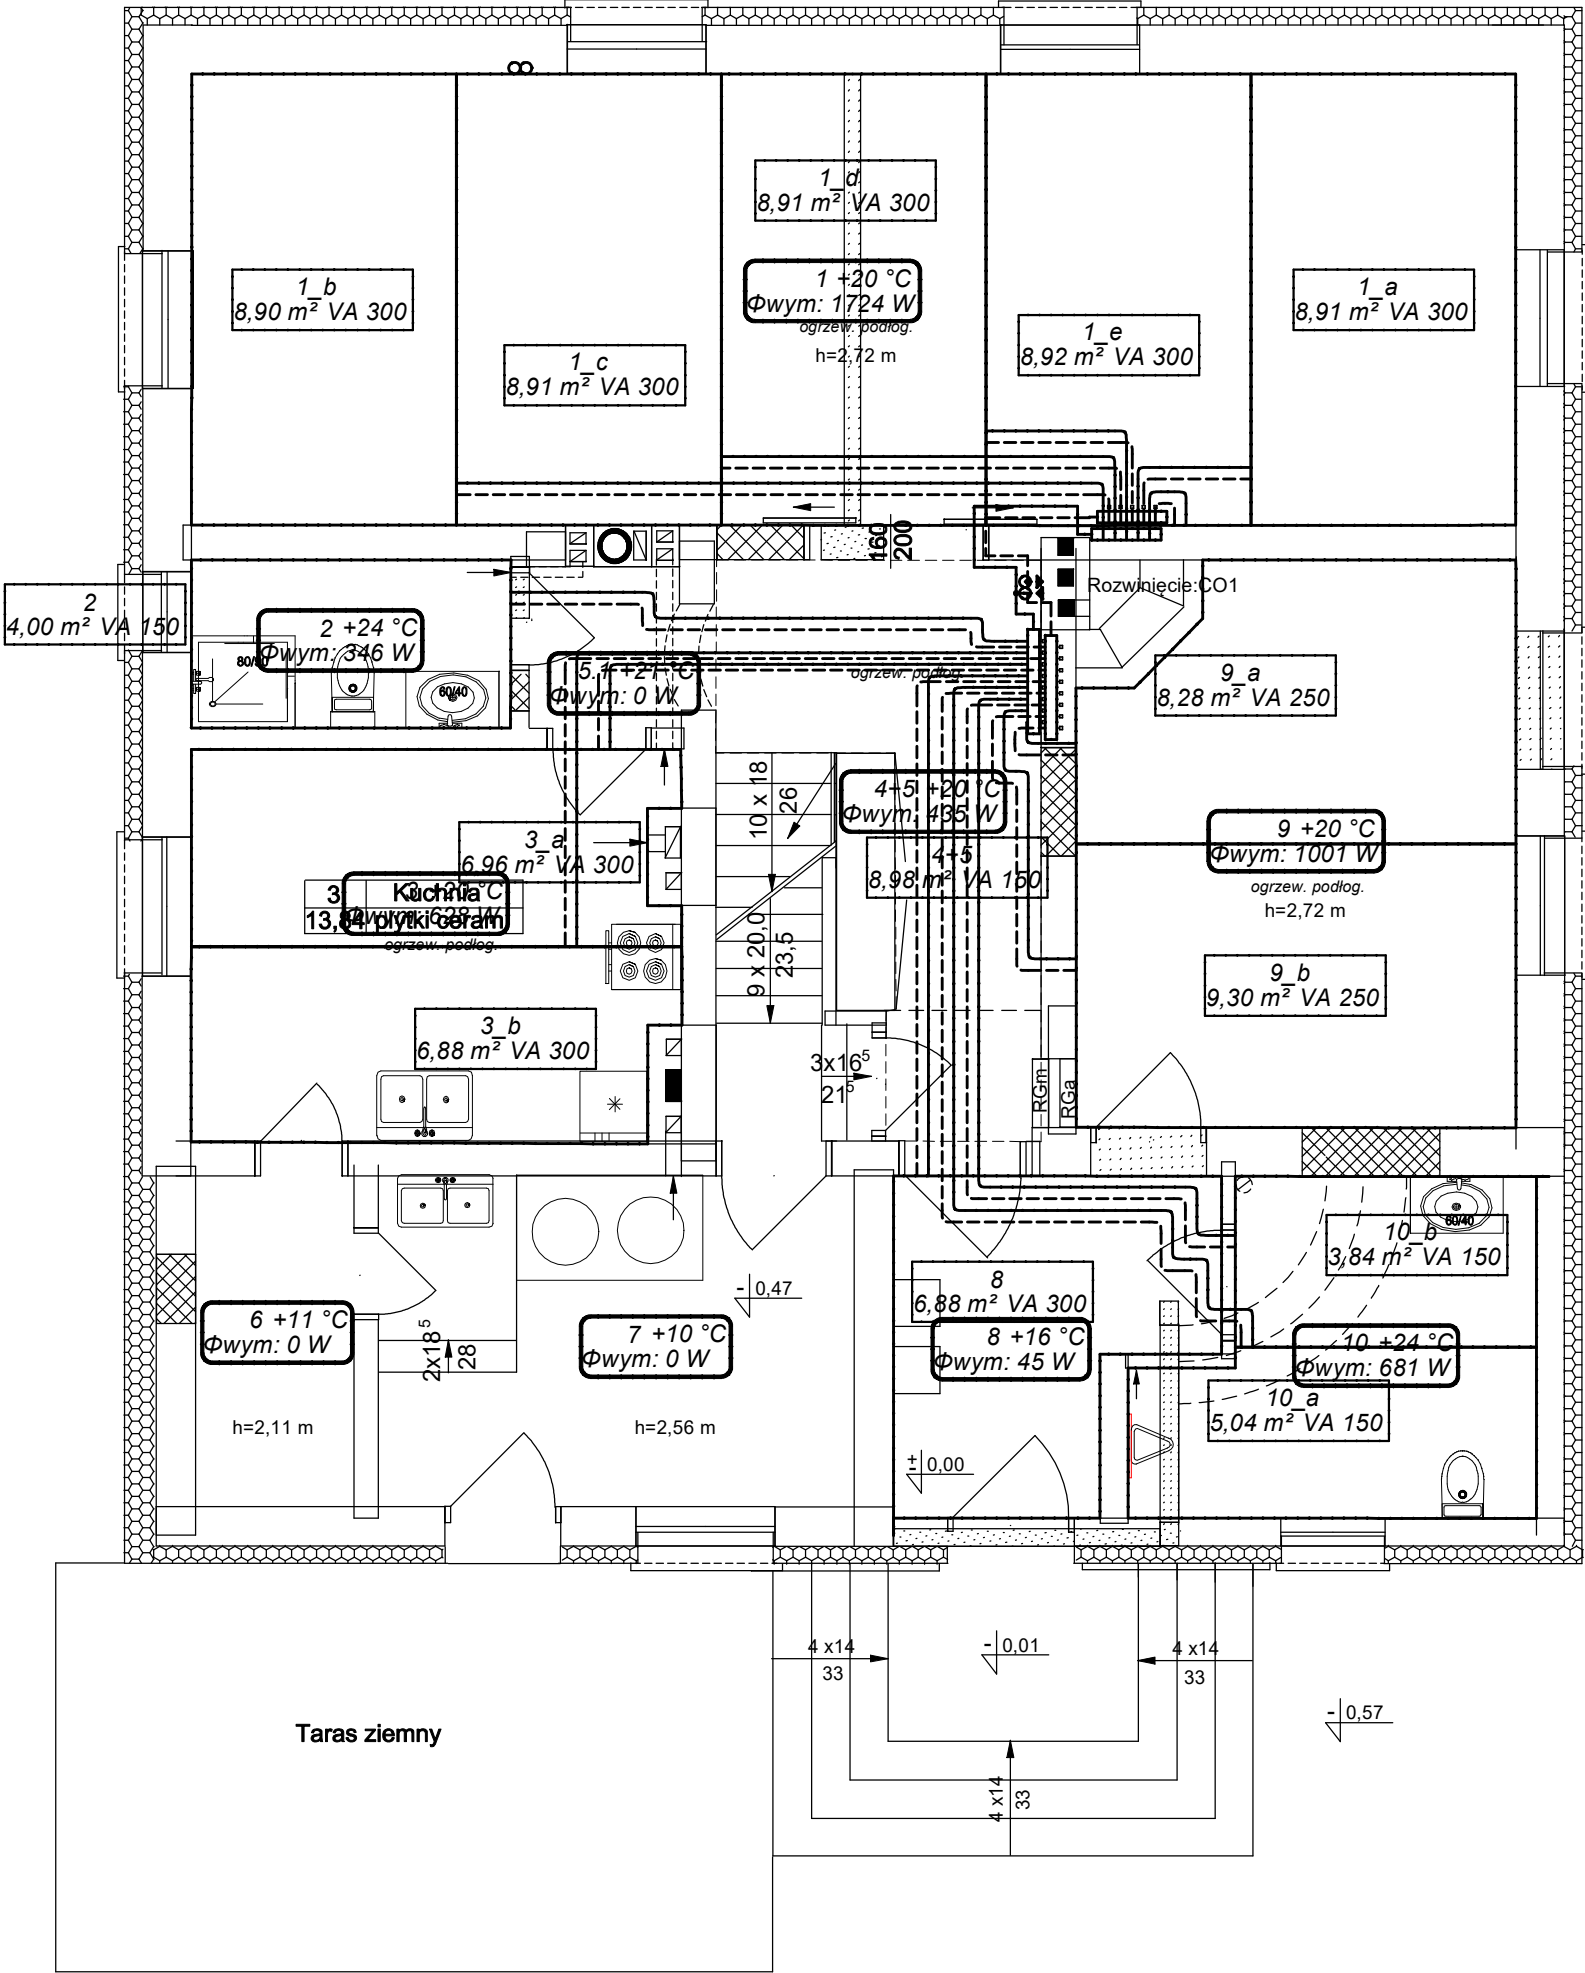 1_d
8,91 m² VA 300
1 +20 °C
Φwym: 1724 W
ogrzew. podłog.
h=2,72 m
1_b
8,90 m² VA 300
1_c
8,91 m² VA 300
1_e
8,92 m² VA 300
1_a
8,91 m² VA 300
160
200
Rozwinięcie:CO1
2
4,00 m² VA 150
2 +24 °C
Φwym: 346 W
60/40
5.1 +21 °C
Φwym: 0 W
ogrzew. podłog.
9_a
8,28 m² VA 250
10 x 18
26
4+5 +20 °C
Φwym: 435 W
4+5
8,98 m² VA 150
9 +20 °C
Φwym: 1001 W
ogrzew. podłog.
h=2,72 m
3_a
6,96 m² VA 300
3 Kuchnia
13,84 płytki ceram
ogrzew. podłog.
9 x 20,0
23,5
9_b
9,30 m² VA 250
3_b
6,88 m² VA 300
3x16⁵
21⁵
RGm
RGa
60/40
10_b
3,84 m² VA 150
8
6,88 m² VA 300
8 +16 °C
Φwym: 45 W
- 0,47
6 +11 °C
Φwym: 0 W
2x18⁵
28
7 +10 °C
Φwym: 0 W
10 +24 °C
Φwym: 681 W
10_a
5,04 m² VA 150
h=2,11 m
h=2,56 m
± 0,00
4 x14
33
- 0,01
4 x14
33
- 0,57
Taras ziemny
4 x14
33